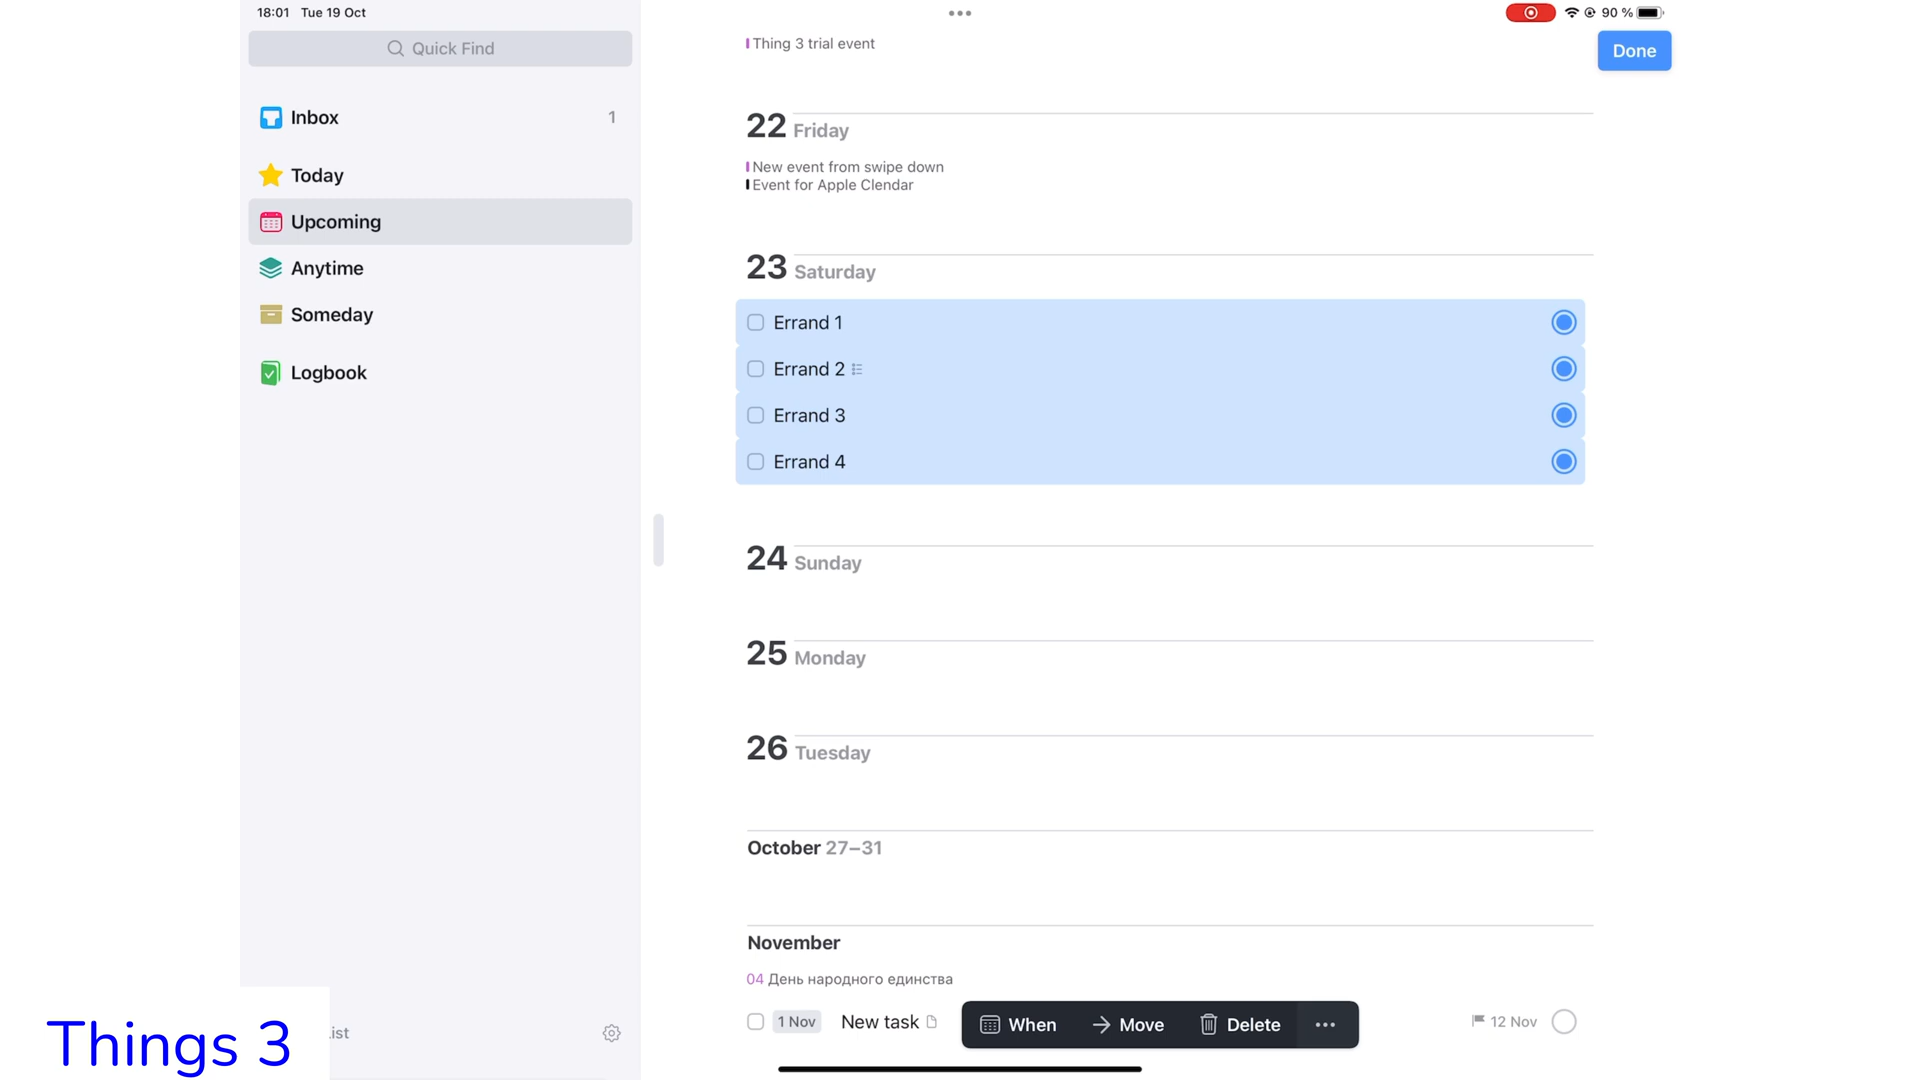 18:01 Tue 19 Oct
90 %
Quick Find
Inbox 1
Today
Upcoming
Anytime
Someday
Logbook
Thing 3 trial event
Done
22 Friday
New event from swipe down
Event for Apple Clendar
23 Saturday
Errand 1
Errand 2
Errand 3
Errand 4
24 Sunday
25 Monday
26 Tuesday
October 27–31
November
04 День народного единства
1 Nov New task
12 Nov
When Move Delete
Things 3